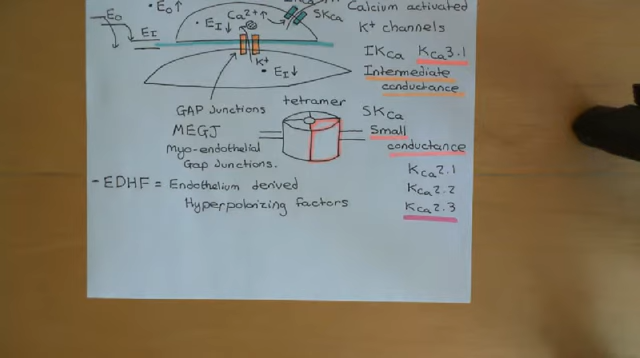 • E₀↑
Ca²⁺↑
SKCa
• EI↓
E₀
EI
K⁺
• EI↓
GAP Junctions
MEGJ
Myo-endothelial
Gap Junctions.
tetramer
- EDHF = Endothelium derived
Hyperpolarizing factors
Calcium activated
K⁺ channels
IKCa KCa3.1
Intermediate
conductance
SKCa
Small
conductance
KCa2.1
KCa2.2
KCa2.3